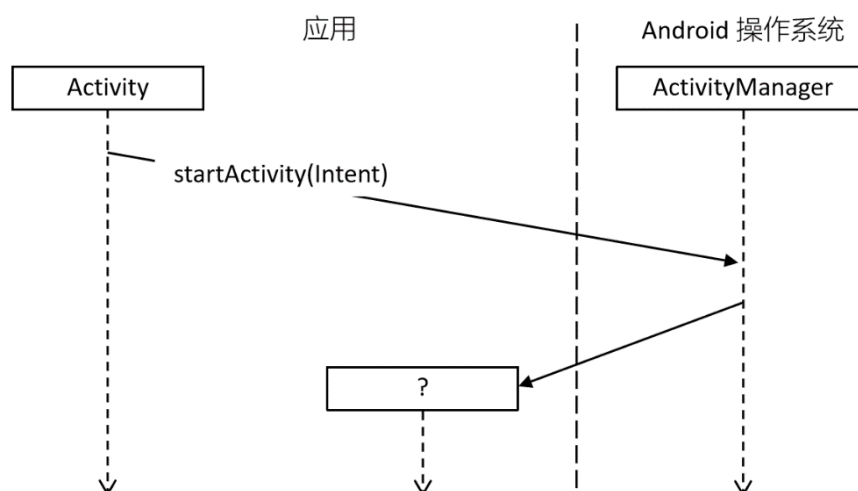 应用
Android 操作系统
Activity
ActivityManager
startActivity(Intent)
?